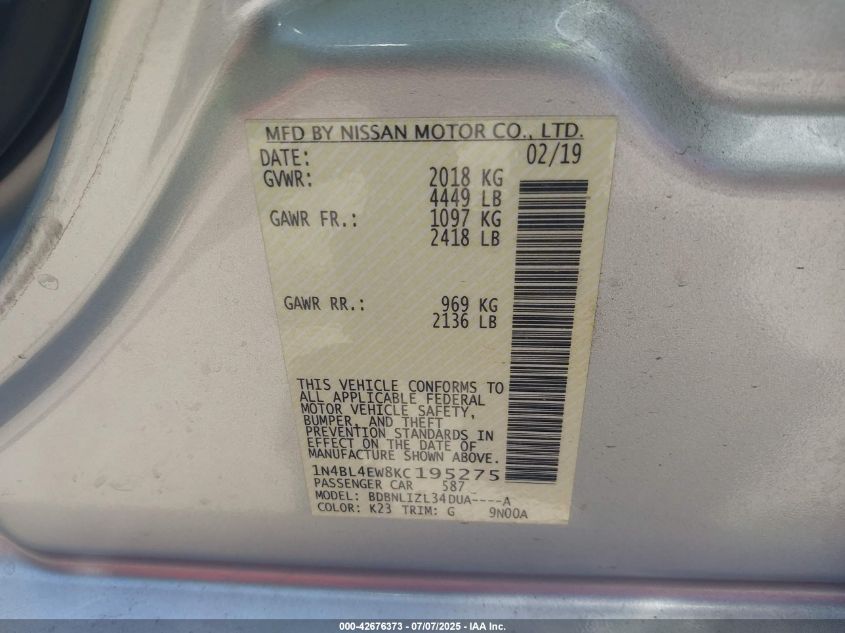 MFD BY NISSAN MOTOR CO., LTD.
DATE: 02/19
GVWR: 2018 KG
4449 LB
GAWR FR.: 1097 KG
2418 LB
GAWR RR.: 969 KG
2136 LB
THIS VEHICLE CONFORMS TO
ALL APPLICABLE FEDERAL
MOTOR VEHICLE SAFETY,
BUMPER, AND THEFT
PREVENTION STANDARDS IN
EFFECT ON THE DATE OF
MANUFACTURE SHOWN ABOVE.
1N4BL4EW8KC195275
PASSENGER CAR 587
MODEL: BDBNLIZL34DUA----A
COLOR: K23 TRIM: G 9N00A
000-42676373 - 07/07/2025 - IAA Inc.